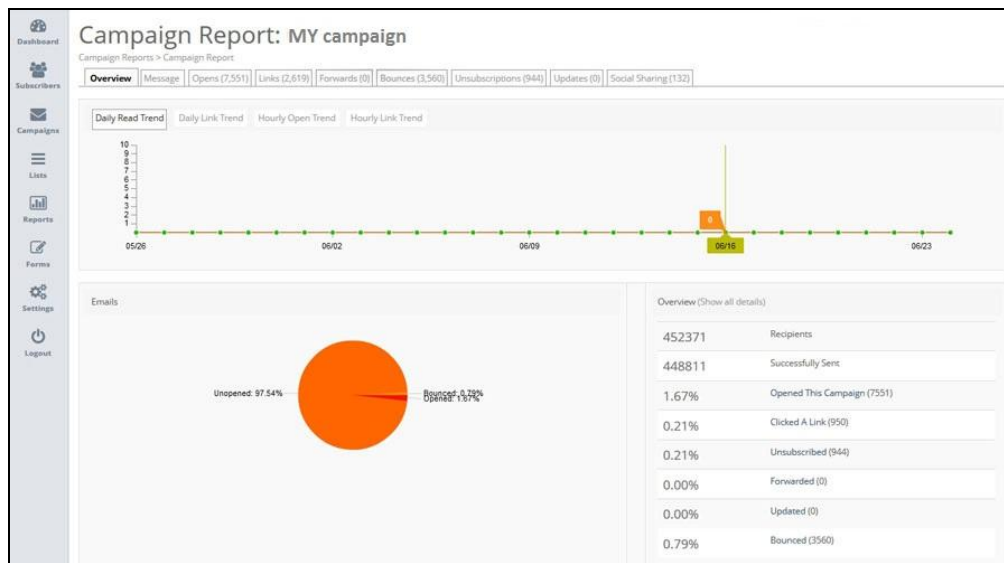 Dashboard
Subscribers
Campaigns
Lists
Reports
Forms
Settings
Logout
Campaign Report: MY campaign
Campaign Reports > Campaign Report
Overview Message Opens (7,551) Links (2,619) Forwards (0) Bounces (3,560) Unsubscriptions (944) Updates (0) Social Sharing (132)
Daily Read Trend Daily Link Trend Hourly Open Trend Hourly Link Trend
10
9
8
7
6
5
4
3
2
1
0
05/26 06/02 06/09 06/16 06/23
Emails
Unopened: 97.54%
Bounced: 0.79%
Opened: 1.67%
Overview (Show all details)
452371 Recipients
448811 Successfully Sent
1.67% Opened This Campaign (7551)
0.21% Clicked A Link (950)
0.21% Unsubscribed (944)
0.00% Forwarded (0)
0.00% Updated (0)
0.79% Bounced (3560)